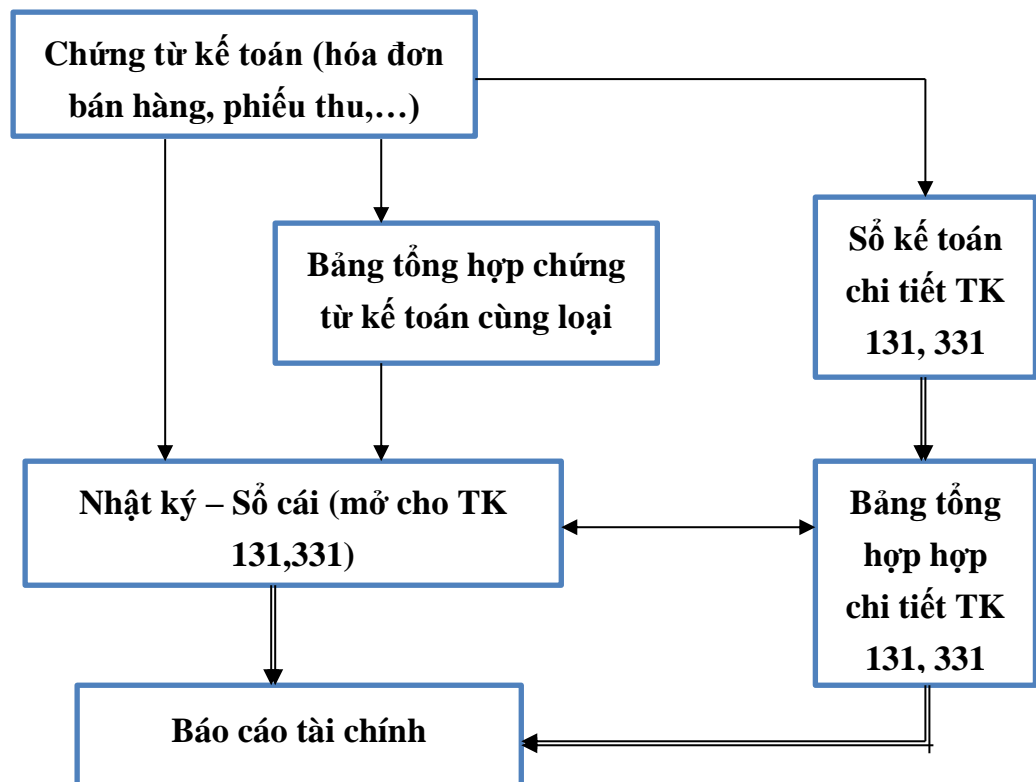 Chứng từ kế toán (hóa đơn
bán hàng, phiếu thu,…)
Bảng tổng hợp chứng
từ kế toán cùng loại
Sổ kế toán
chi tiết TK
131, 331
Nhật ký – Sổ cái (mở cho TK
131,331)
Bảng tổng
hợp hợp
chi tiết TK
131, 331
Báo cáo tài chính